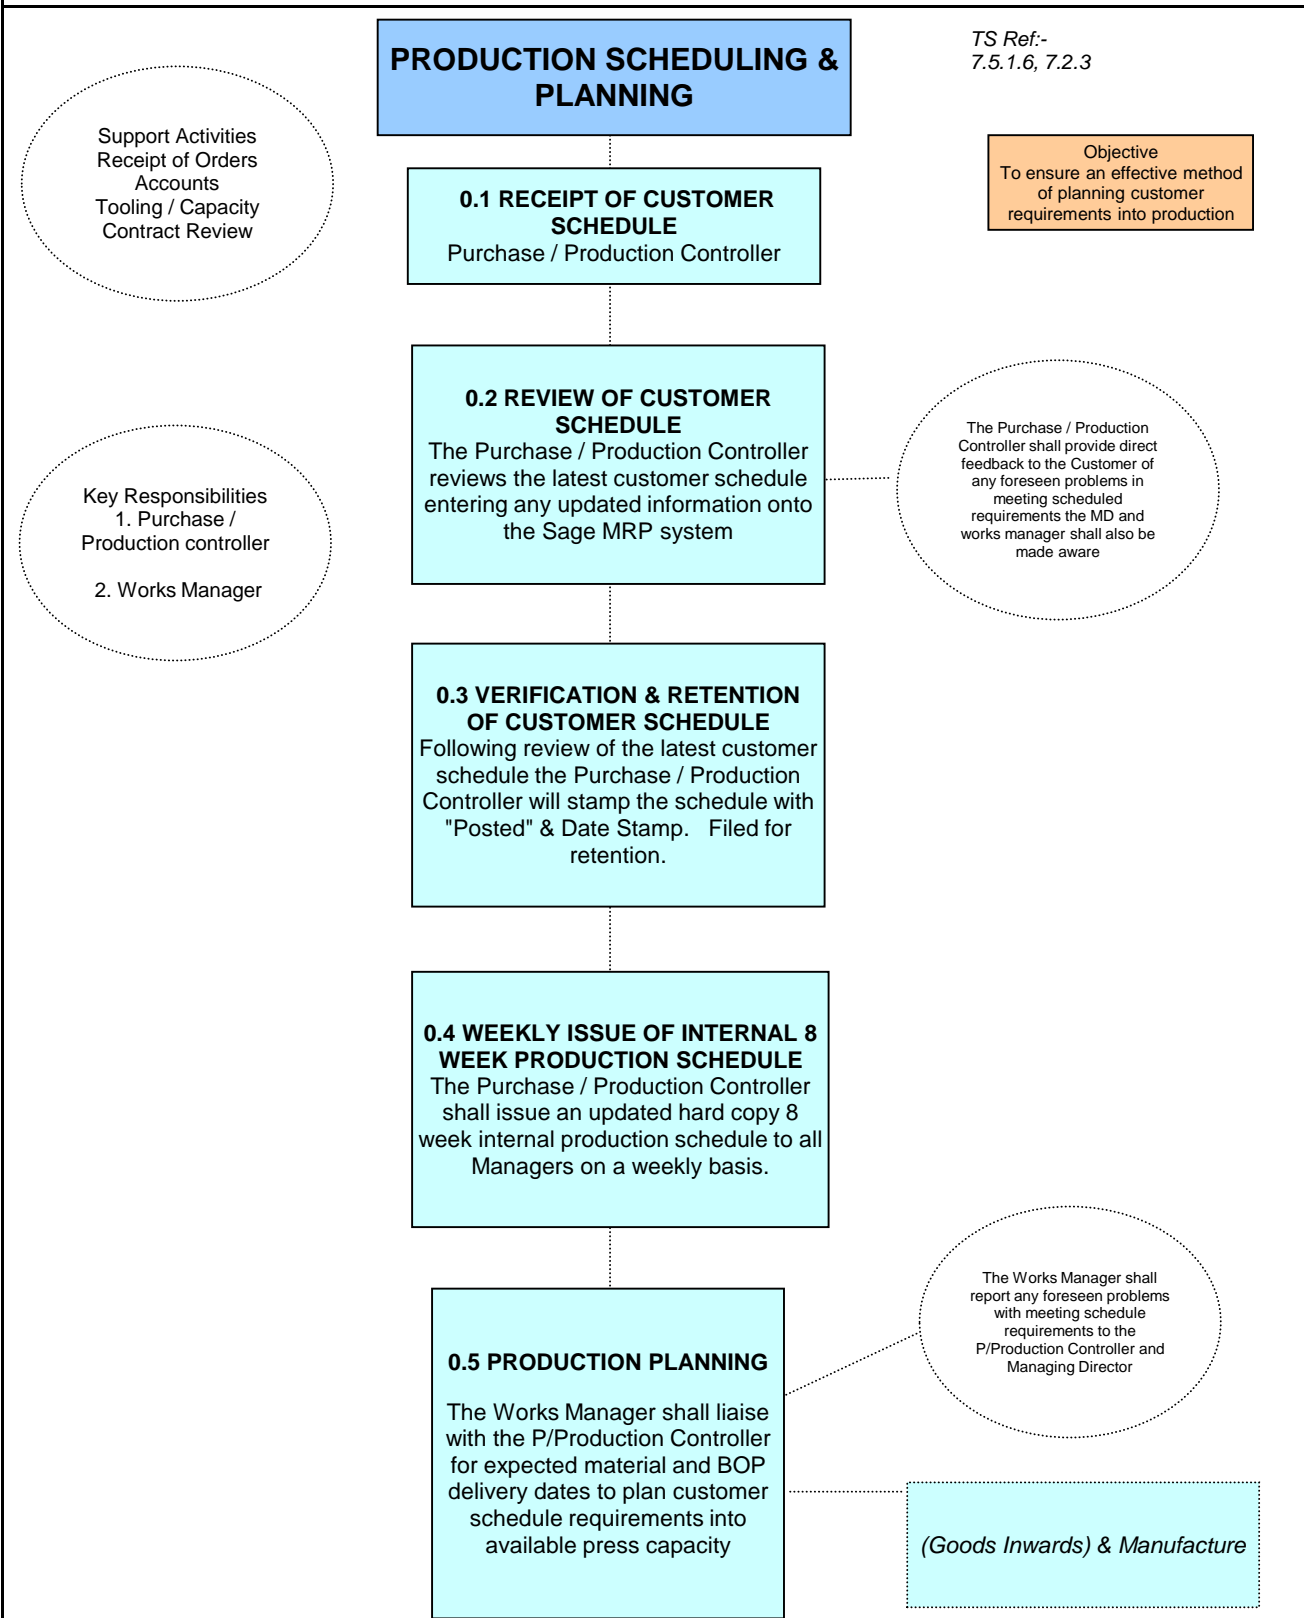 PRODUCTION SCHEDULING &
PLANNING
TS Ref:-
7.5.1.6, 7.2.3
Support Activities
Receipt of Orders
Accounts
Tooling / Capacity
Contract Review
Objective
To ensure an effective method
of planning customer
requirements into production
0.1 RECEIPT OF CUSTOMER
SCHEDULE
Purchase / Production Controller
0.2 REVIEW OF CUSTOMER
SCHEDULE
The Purchase / Production Controller
reviews the latest customer schedule
entering any updated information onto
the Sage MRP system
The Purchase / Production
Controller shall provide direct
feedback to the Customer of
any foreseen problems in
meeting scheduled
requirements the MD and
works manager shall also be
made aware
Key Responsibilities
1. Purchase /
Production controller
2. Works Manager
0.3 VERIFICATION & RETENTION
OF CUSTOMER SCHEDULE
Following review of the latest customer
schedule the Purchase / Production
Controller will stamp the schedule with
"Posted" & Date Stamp.   Filed for
retention.
0.4 WEEKLY ISSUE OF INTERNAL 8
WEEK PRODUCTION SCHEDULE
The Purchase / Production Controller
shall issue an updated hard copy 8
week internal production schedule to all
Managers on a weekly basis.
The Works Manager shall
report any foreseen problems
with meeting schedule
requirements to the
P/Production Controller and
Managing Director
0.5 PRODUCTION PLANNING
The Works Manager shall liaise
with the P/Production Controller
for expected material and BOP
delivery dates to plan customer
schedule requirements into
available press capacity
(Goods Inwards) & Manufacture